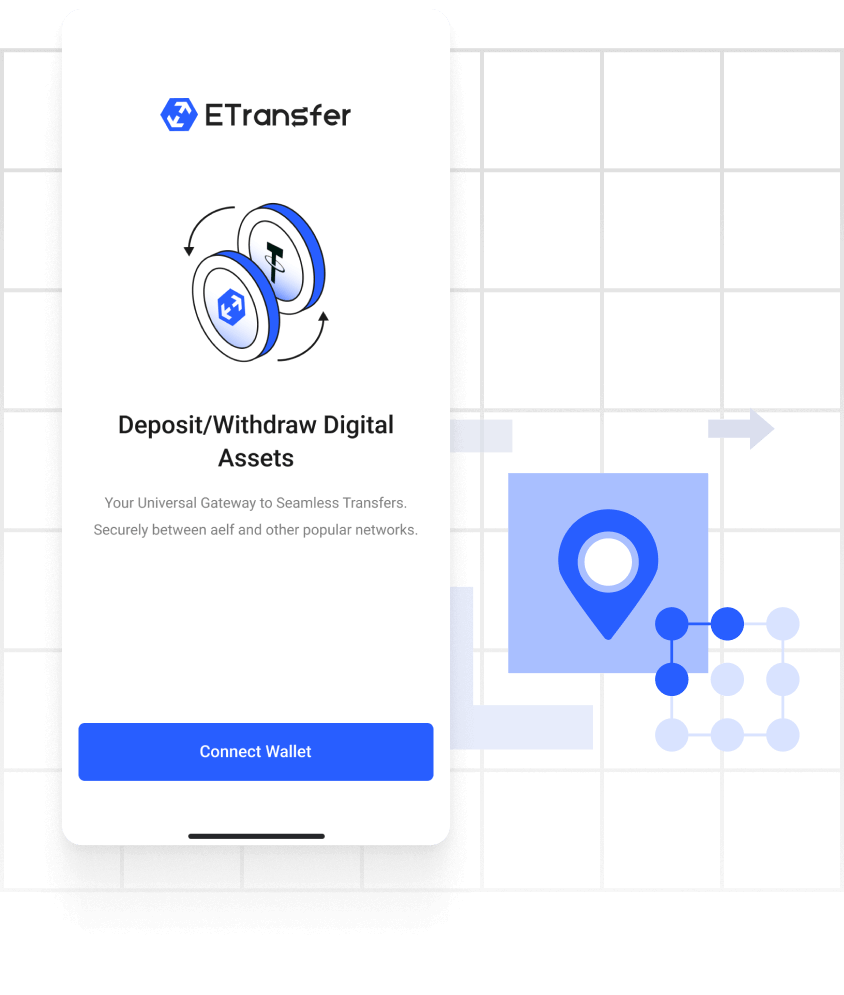 ETransfer
Deposit/Withdraw Digital
Assets
Your Universal Gateway to Seamless Transfers.
Securely between aelf and other popular networks.
Connect Wallet